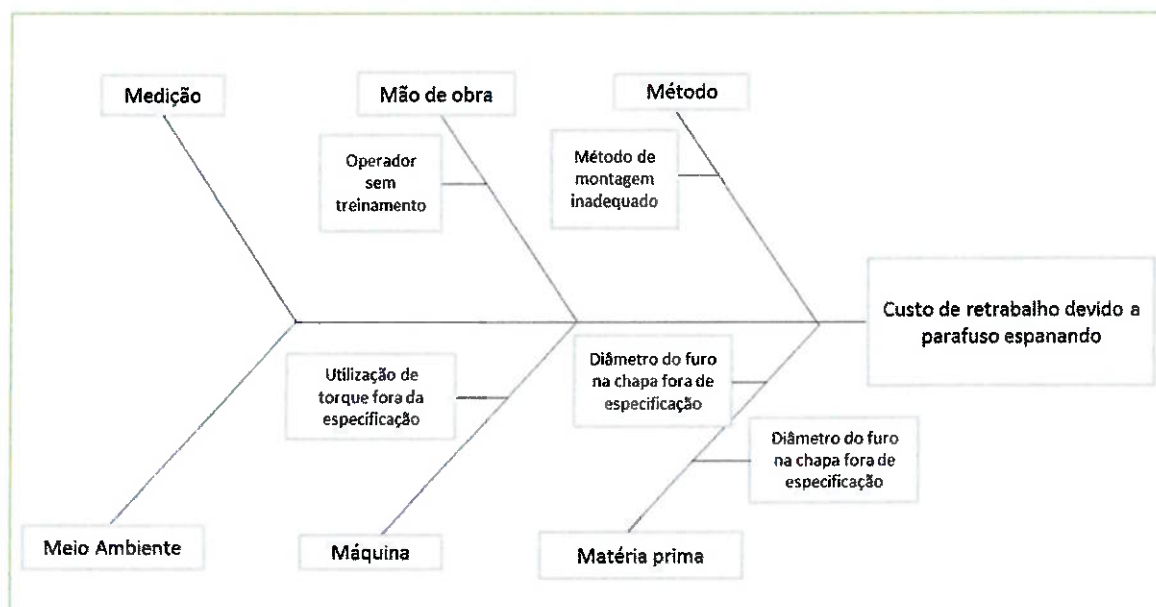 Medição
Mão de obra
Método
Operador
sem
treinamento
Método de
montagem
inadequado
Custo de retrabalho devido a
parafuso espanando
Utilização de
torque fora da
especificação
Diâmetro do furo
na chapa fora de
especificação
Diâmetro do furo
na chapa fora de
especificação
Meio Ambiente
Máquina
Matéria prima